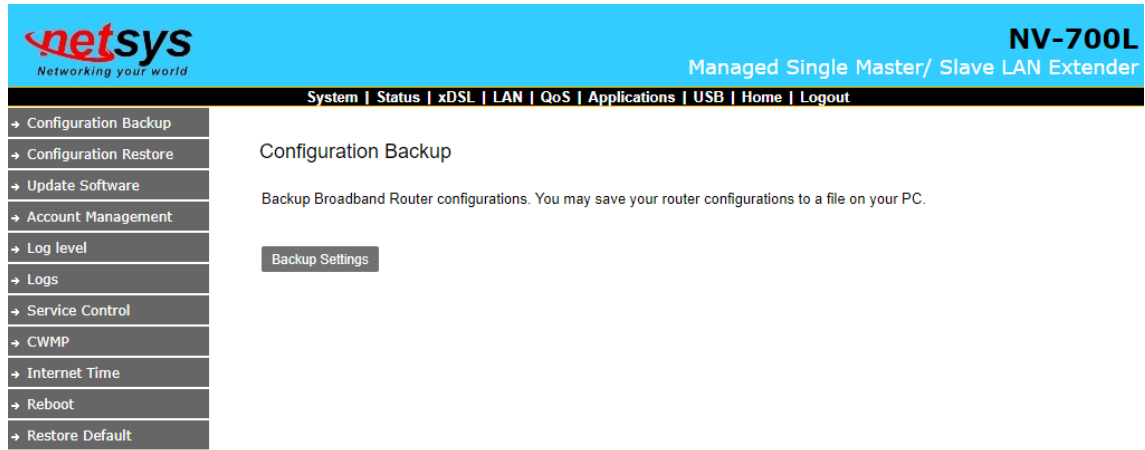 netsys
Networking your world
NV-700L
Managed Single Master/ Slave LAN Extender
System | Status | xDSL | LAN | QoS | Applications | USB | Home | Logout
→ Configuration Backup
→ Configuration Restore
→ Update Software
→ Account Management
→ Log level
→ Logs
→ Service Control
→ CWMP
→ Internet Time
→ Reboot
→ Restore Default
Configuration Backup
Backup Broadband Router configurations. You may save your router configurations to a file on your PC.
Backup Settings